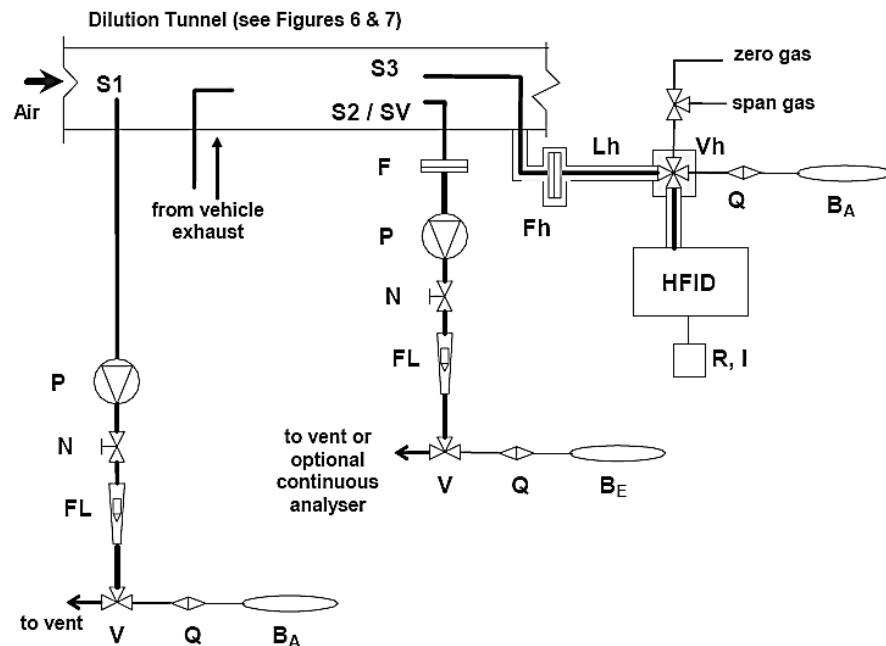 Dilution Tunnel (see Figures 6 & 7)
zero gas
S1
S3
Air
span gas
S2 / SV
Lh
Vh
F
from vehicle
exhaust
Q
BA
Fh
P
HFID
N
FL
R, I
P
to vent or
optional
continuous
analyser
N
V
Q
BE
FL
to vent
V
Q
BA